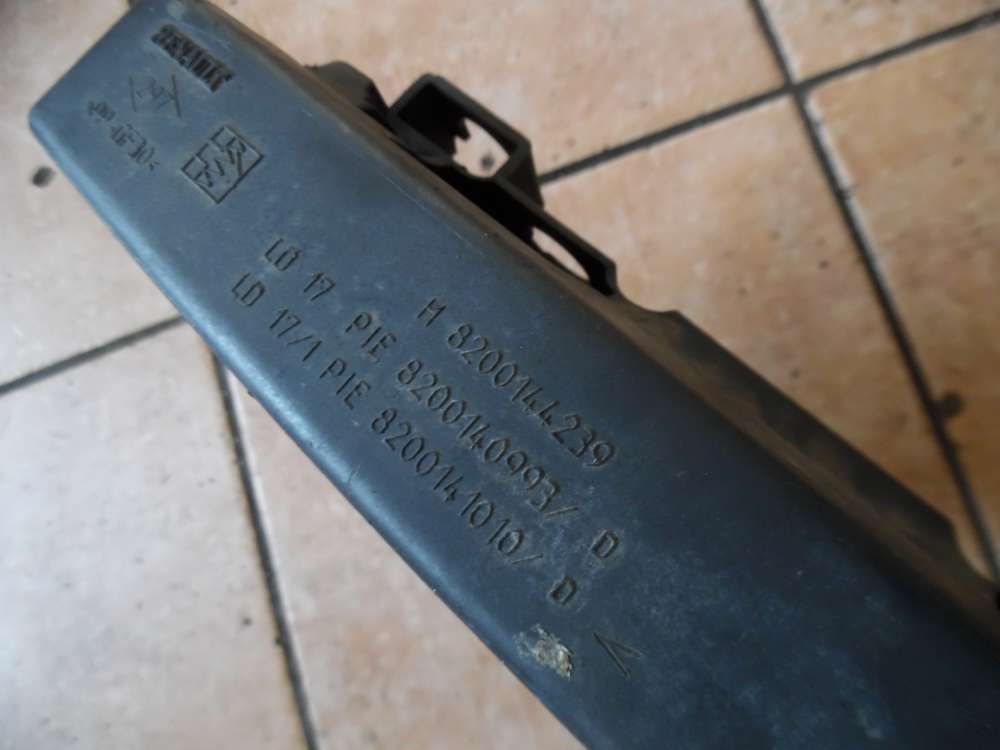 M 8200144239
LD 17 PIE 8200140993/ D
LD 17/1 PIE 8200141010/ D